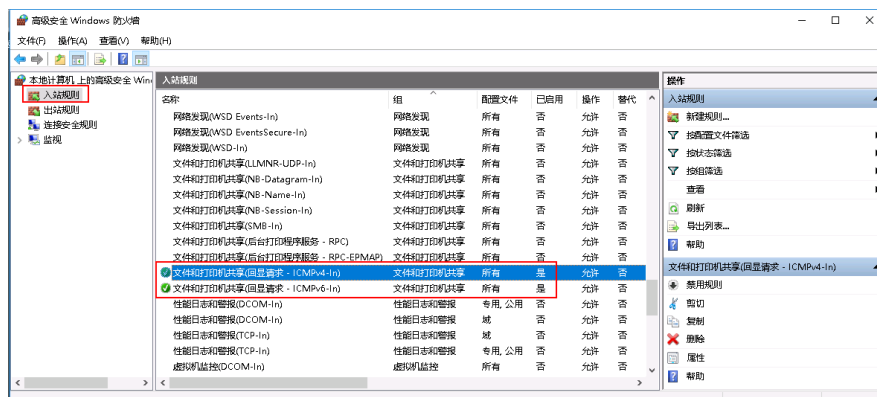 高级安全 Windows 防火墙
文件(F) 操作(A) 查看(V) 帮助(H)
本地计算机 上的高级安全 Win
入站规则
出站规则
连接安全规则
监视
入站规则
名称 组 配置文件 已启用 操作 替代
网络发现(WSD Events-In) 网络发现 所有 否 允许 否
网络发现(WSD EventsSecure-In) 网络发现 所有 否 允许 否
网络发现(WSD-In) 网络发现 所有 否 允许 否
文件和打印机共享(LLMNR-UDP-In) 文件和打印机共享 所有 否 允许 否
文件和打印机共享(NB-Datagram-In) 文件和打印机共享 所有 否 允许 否
文件和打印机共享(NB-Name-In) 文件和打印机共享 所有 否 允许 否
文件和打印机共享(NB-Session-In) 文件和打印机共享 所有 否 允许 否
文件和打印机共享(SMB-In) 文件和打印机共享 所有 否 允许 否
文件和打印机共享(后台打印程序服务 - RPC) 文件和打印机共享 所有 否 允许 否
文件和打印机共享(后台打印程序服务 - RPC-EPMAP) 文件和打印机共享 所有 否 允许 否
文件和打印机共享(回显请求 - ICMPv4-In) 文件和打印机共享 所有 是 允许 否
文件和打印机共享(回显请求 - ICMPv6-In) 文件和打印机共享 所有 是 允许 否
性能日志和警报(DCOM-In) 性能日志和警报 专用, 公用 否 允许 否
性能日志和警报(DCOM-In) 性能日志和警报 域 否 允许 否
性能日志和警报(TCP-In) 性能日志和警报 域 否 允许 否
性能日志和警报(TCP-In) 性能日志和警报 专用, 公用 否 允许 否
虚拟机监控(DCOM-In) 虚拟机监控 所有 否 允许 否
操作
入站规则
新建规则...
按配置文件筛选
按状态筛选
按组筛选
查看
刷新
导出列表...
帮助
文件和打印机共享(回显请求 - ICMPv4-In)
禁用规则
剪切
复制
删除
属性
帮助